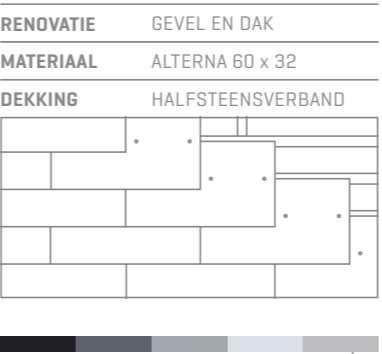 RENOVATIE GEVEL EN DAK
MATERIAAL ALTERNA 60 x 32
DEKKING HALFSTEENSVERBAND